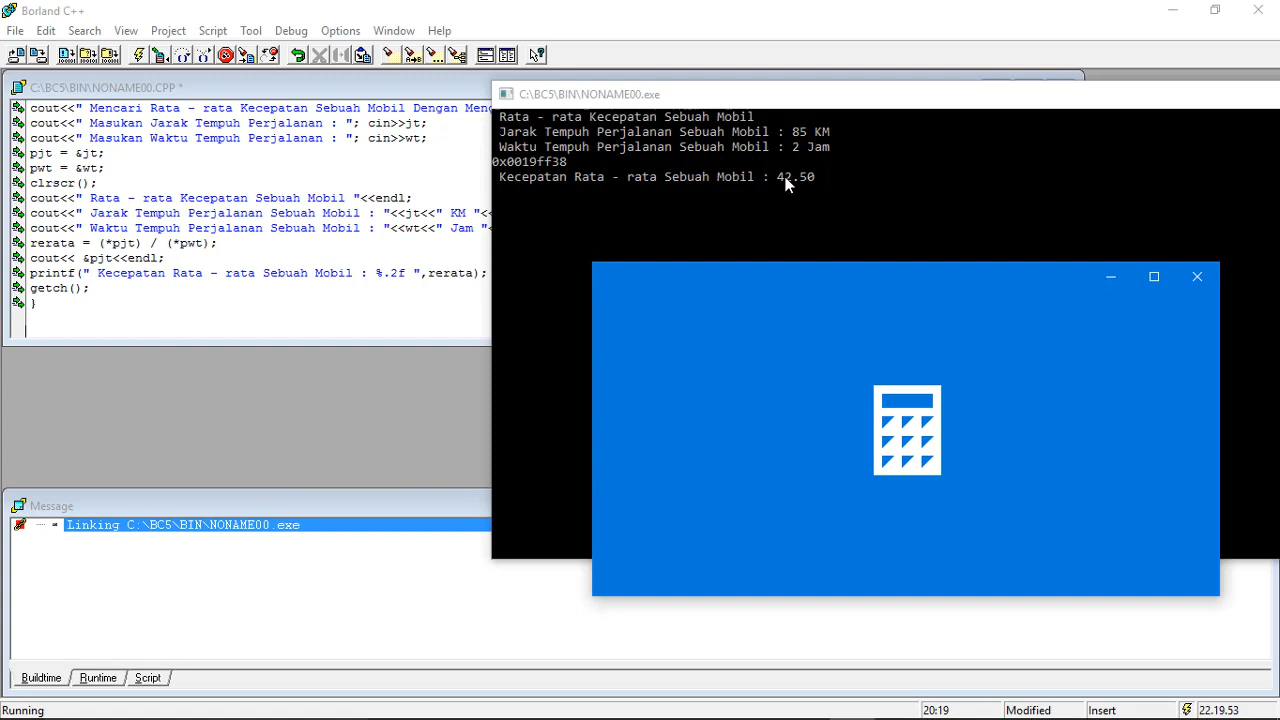 Borland C++
File Edit Search View Project Script Tool Debug Options Window Help
C:\BC5\BIN\NONAME00.CPP *
cout<<" Mencari Rata - rata Kecepatan Sebuah Mobil Dengan
cout<<" Masukan Jarak Tempuh Perjalanan : "; cin>>jt;
cout<<" Masukan Waktu Tempuh Perjalanan : "; cin>>wt;
pjt = &jt;
pwt = &wt;
clrscr();
cout<<" Rata - rata Kecepatan Sebuah Mobil "<<endl;
cout<<" Jarak Tempuh Perjalanan Sebuah Mobil : "<<jt<<" KM "<
cout<<" Waktu Tempuh Perjalanan Sebuah Mobil : "<<wt<<" Jam "<
rerata = (*pjt) / (*pwt);
cout<< &pjt<<endl;
printf(" Kecepatan Rata - rata Sebuah Mobil : %.2f ",rerata);
getch();
}
C:\BC5\BIN\NONAME00.exe
Rata - rata Kecepatan Sebuah Mobil
Jarak Tempuh Perjalanan Sebuah Mobil : 85 KM
Waktu Tempuh Perjalanan Sebuah Mobil : 2 Jam
0x0019ff38
Kecepatan Rata - rata Sebuah Mobil : 42.50
Message
Linking C:\BC5\BIN\NONAME00.exe
Buildtime Runtime Script
Running 20:19 Modified Insert 22.19.53